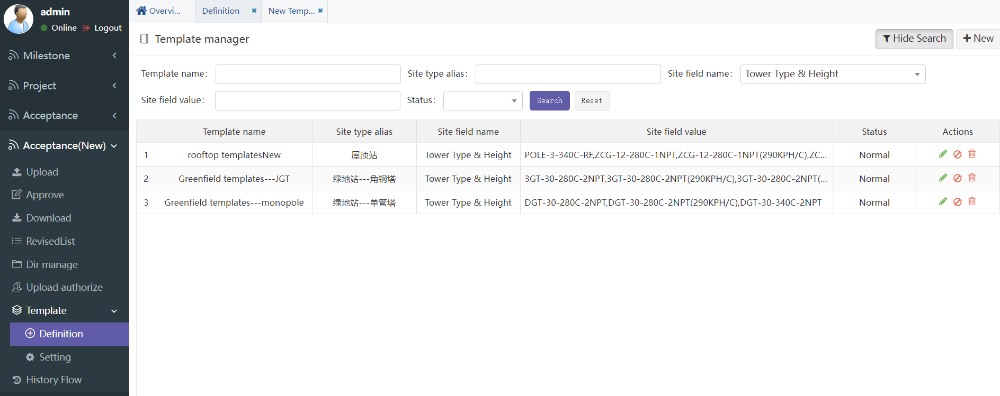 admin
Online Logout
Milestone
Project
Acceptance
Acceptance(New)
Upload
Approve
Download
RevisedList
Dir manage
Upload authorize
Template
Definition
Setting
History Flow
Overvi... Definition New Temp...
Template manager Hide Search New
Template name: Site type alias: Site field name: Tower Type & Height
Site field value: Status: Search Reset
Template name Site type alias Site field name Site field value Status Actions
1 rooftop templatesNew 屋顶站 Tower Type & Height POLE-3-340C-RF,ZCG-12-280C-1NPT,ZCG-12-280C-1NPT(290KPH/C),ZC... Normal
2 Greenfield templates---JGT 绿地站---角钢塔 Tower Type & Height 3GT-30-280C-2NPT,3GT-30-280C-2NPT(290KPH/C),3GT-30-280C-2NPT(... Normal
3 Greenfield templates---monopole 绿地站---单管塔 Tower Type & Height DGT-30-280C-2NPT,DGT-30-280C-2NPT(290KPH/C),DGT-30-340C-2NPT Normal